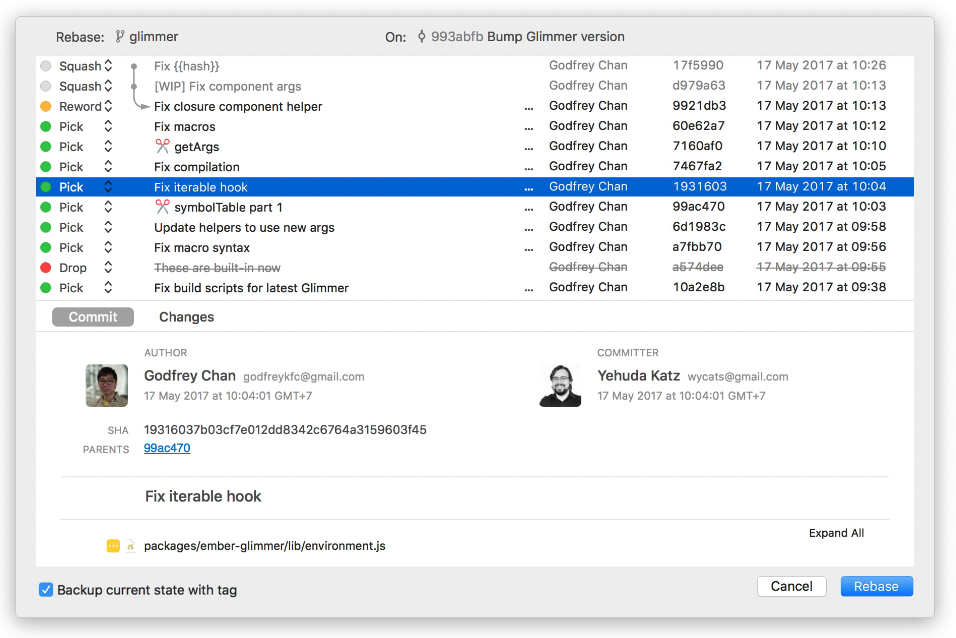 Rebase: glimmer On: 993abfb Bump Glimmer version
Squash Fix {{hash}} Godfrey Chan 17f5990 17 May 2017 at 10:26
Squash [WIP] Fix component args Godfrey Chan d979a63 17 May 2017 at 10:13
Reword Fix closure component helper ... Godfrey Chan 9921db3 17 May 2017 at 10:13
Pick Fix macros ... Godfrey Chan 60e62a7 17 May 2017 at 10:12
Pick ✂️ getArgs ... Godfrey Chan 7160af0 17 May 2017 at 10:10
Pick Fix compilation ... Godfrey Chan 7467fa2 17 May 2017 at 10:05
Pick Fix iterable hook ... Godfrey Chan 1931603 17 May 2017 at 10:04
Pick ✂️ symbolTable part 1 ... Godfrey Chan 99ac470 17 May 2017 at 10:03
Pick Update helpers to use new args ... Godfrey Chan 6d1983c 17 May 2017 at 09:58
Pick Fix macro syntax ... Godfrey Chan a7fbb70 17 May 2017 at 09:56
Drop These are built-in now Godfrey Chan a574dee 17 May 2017 at 09:55
Pick Fix build scripts for latest Glimmer ... Godfrey Chan 10a2e8b 17 May 2017 at 09:38
Commit Changes
AUTHOR COMMITTER
Godfrey Chan godfreykfc@gmail.com Yehuda Katz wycats@gmail.com
17 May 2017 at 10:04:01 GMT+7 17 May 2017 at 10:04:01 GMT+7
SHA 19316037b03cf7e012dd8342c6764a3159603f45
PARENTS 99ac470
Fix iterable hook
Expand All
JS packages/ember-glimmer/lib/environment.js
Backup current state with tag Cancel Rebase